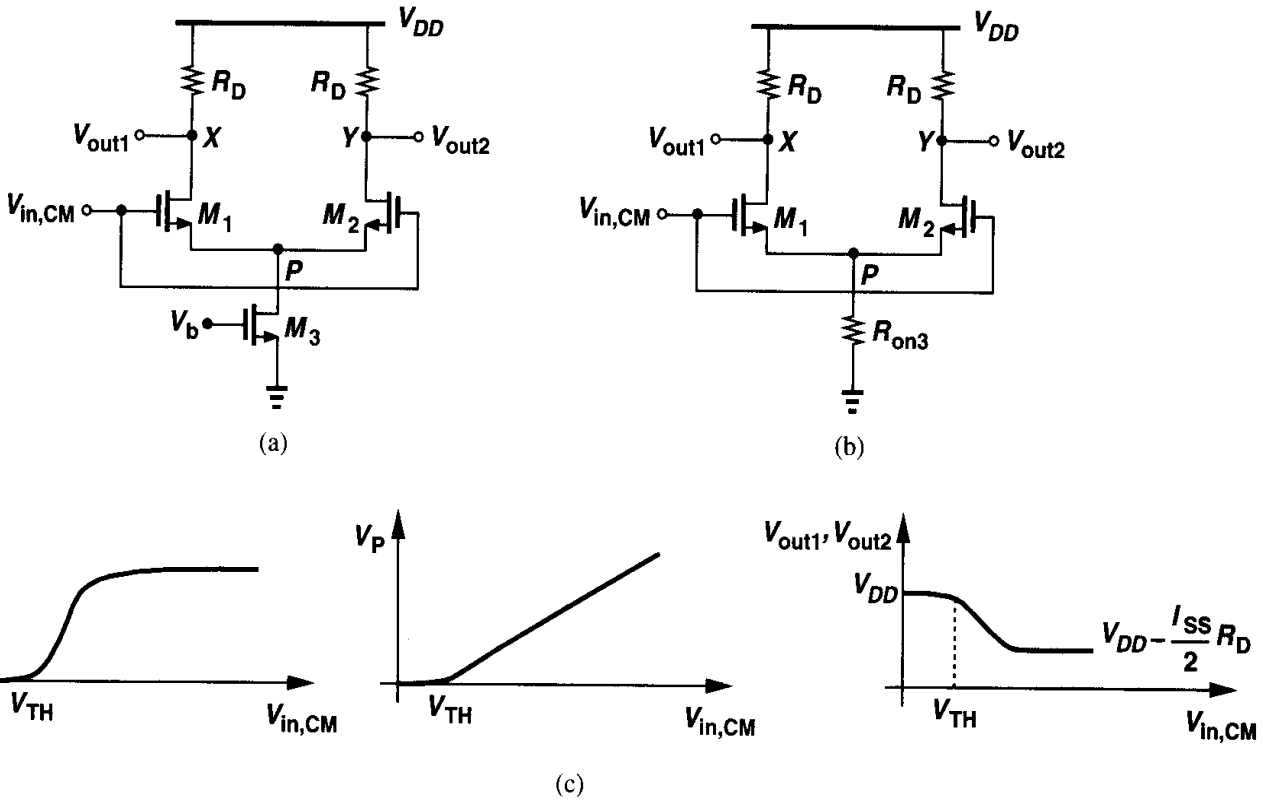 V_DD
R_D
R_D
V_out1
X
Y
V_out2
V_in,CM
M_1
M_2
P
V_b
M_3
(a)
V_DD
R_D
R_D
V_out1
X
Y
V_out2
V_in,CM
M_1
M_2
P
R_on3
(b)
V_TH
V_in,CM
V_P
V_TH
V_in,CM
V_out1, V_out2
V_DD
V_DD − I_SS/2 R_D
V_TH
V_in,CM
(c)